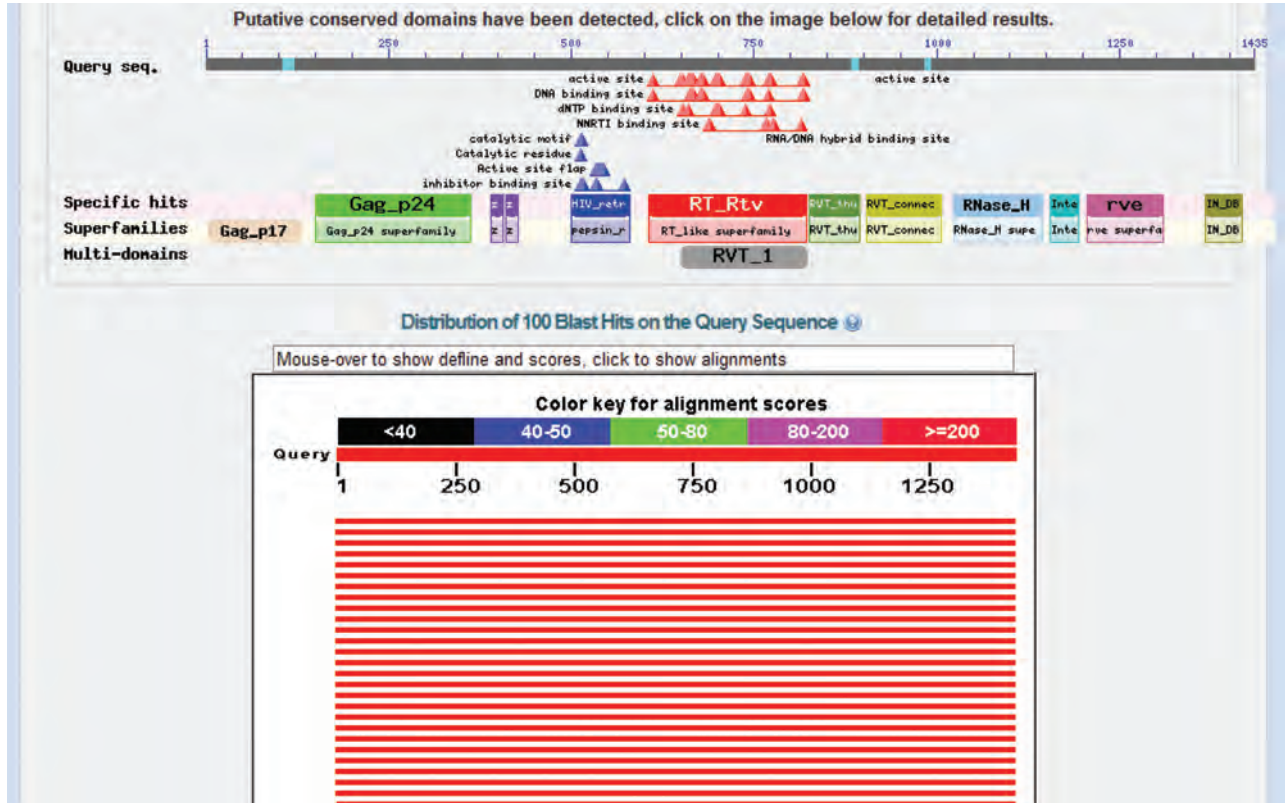 Putative conserved domains have been detected, click on the image below for detailed results.
1 250 500 750 1000 1250 1435
Query seq.
active site active site
DNA binding site
dNTP binding site
NNRTI binding site RNA/DNA hybrid binding site
catalytic motif
Catalytic residue
Active site flap
inhibitor binding site
Specific hits Gag_p24 z z HIV_retr RT_Rtv RVT_thu RVT_connec RNase_H Inte rve IN_DB
Superfamilies Gag_p17 Gag_p24 superfamily z z pepsin_r RT_like superfamily RVT_thu RVT_connec RNase_H supe Inte rve superfa IN_DB
Multi-domains RVT_1
Distribution of 100 Blast Hits on the Query Sequence
Mouse-over to show defline and scores, click to show alignments
Color key for alignment scores
<40 40-50 50-80 80-200 >=200
Query
1 250 500 750 1000 1250